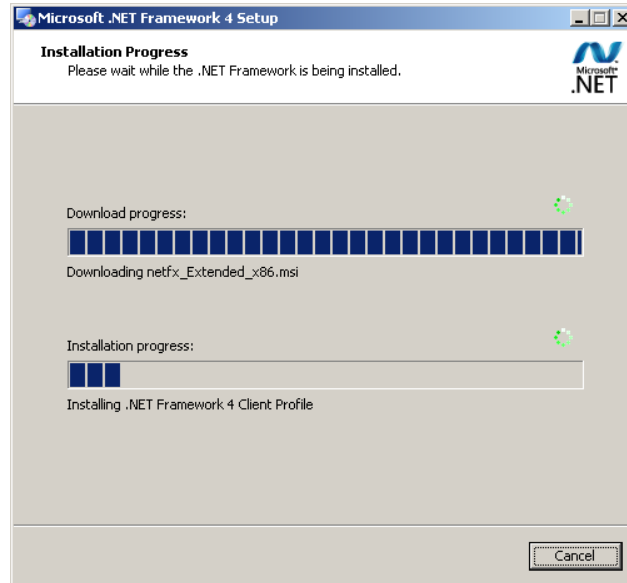 Microsoft .NET Framework 4 Setup
Installation Progress
Please wait while the .NET Framework is being installed.
Microsoft®
.NET
Download progress:
Downloading netfx_Extended_x86.msi
Installation progress:
Installing .NET Framework 4 Client Profile
Cancel